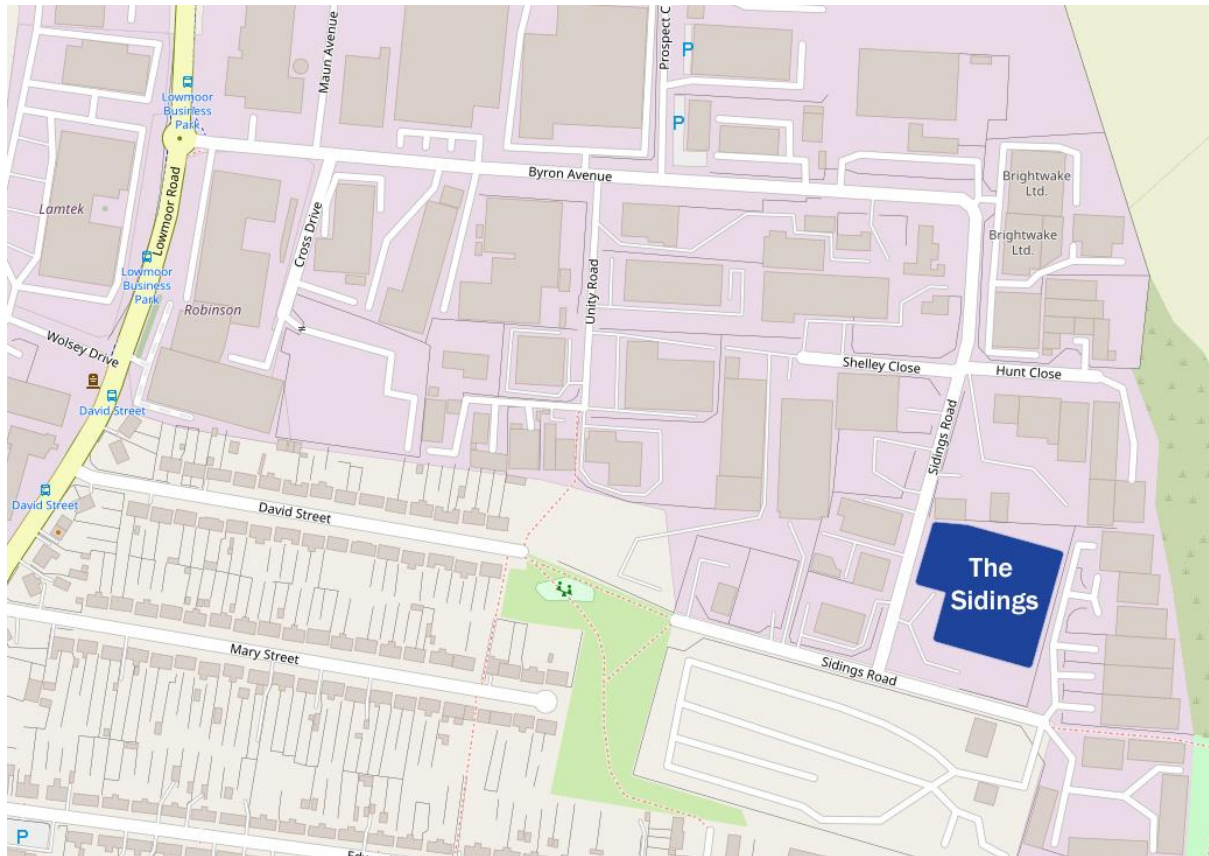 Maun Avenue
Prospect C
P
Lowmoor
Business
Park
P
Byron Avenue
Brightwake
Ltd.
Lamtek
Lowmoor Road
Cross Drive
Brightwake
Ltd.
Lowmoor
Business
Park
Unity Road
Robinson
Wolsey Drive
Shelley Close
Hunt Close
David Street
Sidings Road
David Street
David Street
The
Sidings
Mary Street
Sidings Road
P